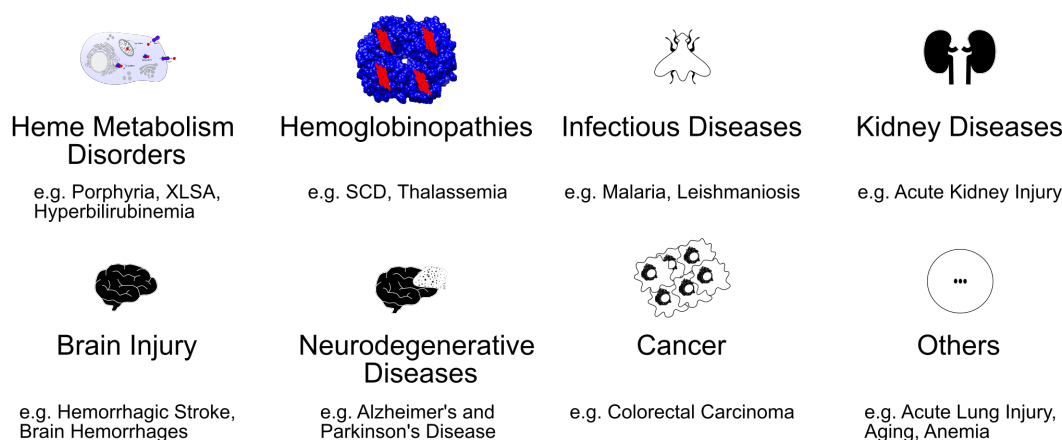 Heme Metabolism
Disorders
e.g. Porphyria, XLSA,
Hyperbilirubinemia
Hemoglobinopathies
e.g. SCD, Thalassemia
Infectious Diseases
e.g. Malaria, Leishmaniosis
Kidney Diseases
e.g. Acute Kidney Injury
Brain Injury
e.g. Hemorrhagic Stroke,
Brain Hemorrhages
Neurodegenerative
Diseases
e.g. Alzheimer's and
Parkinson's Disease
Cancer
e.g. Colorectal Carcinoma
Others
e.g. Acute Lung Injury,
Aging, Anemia